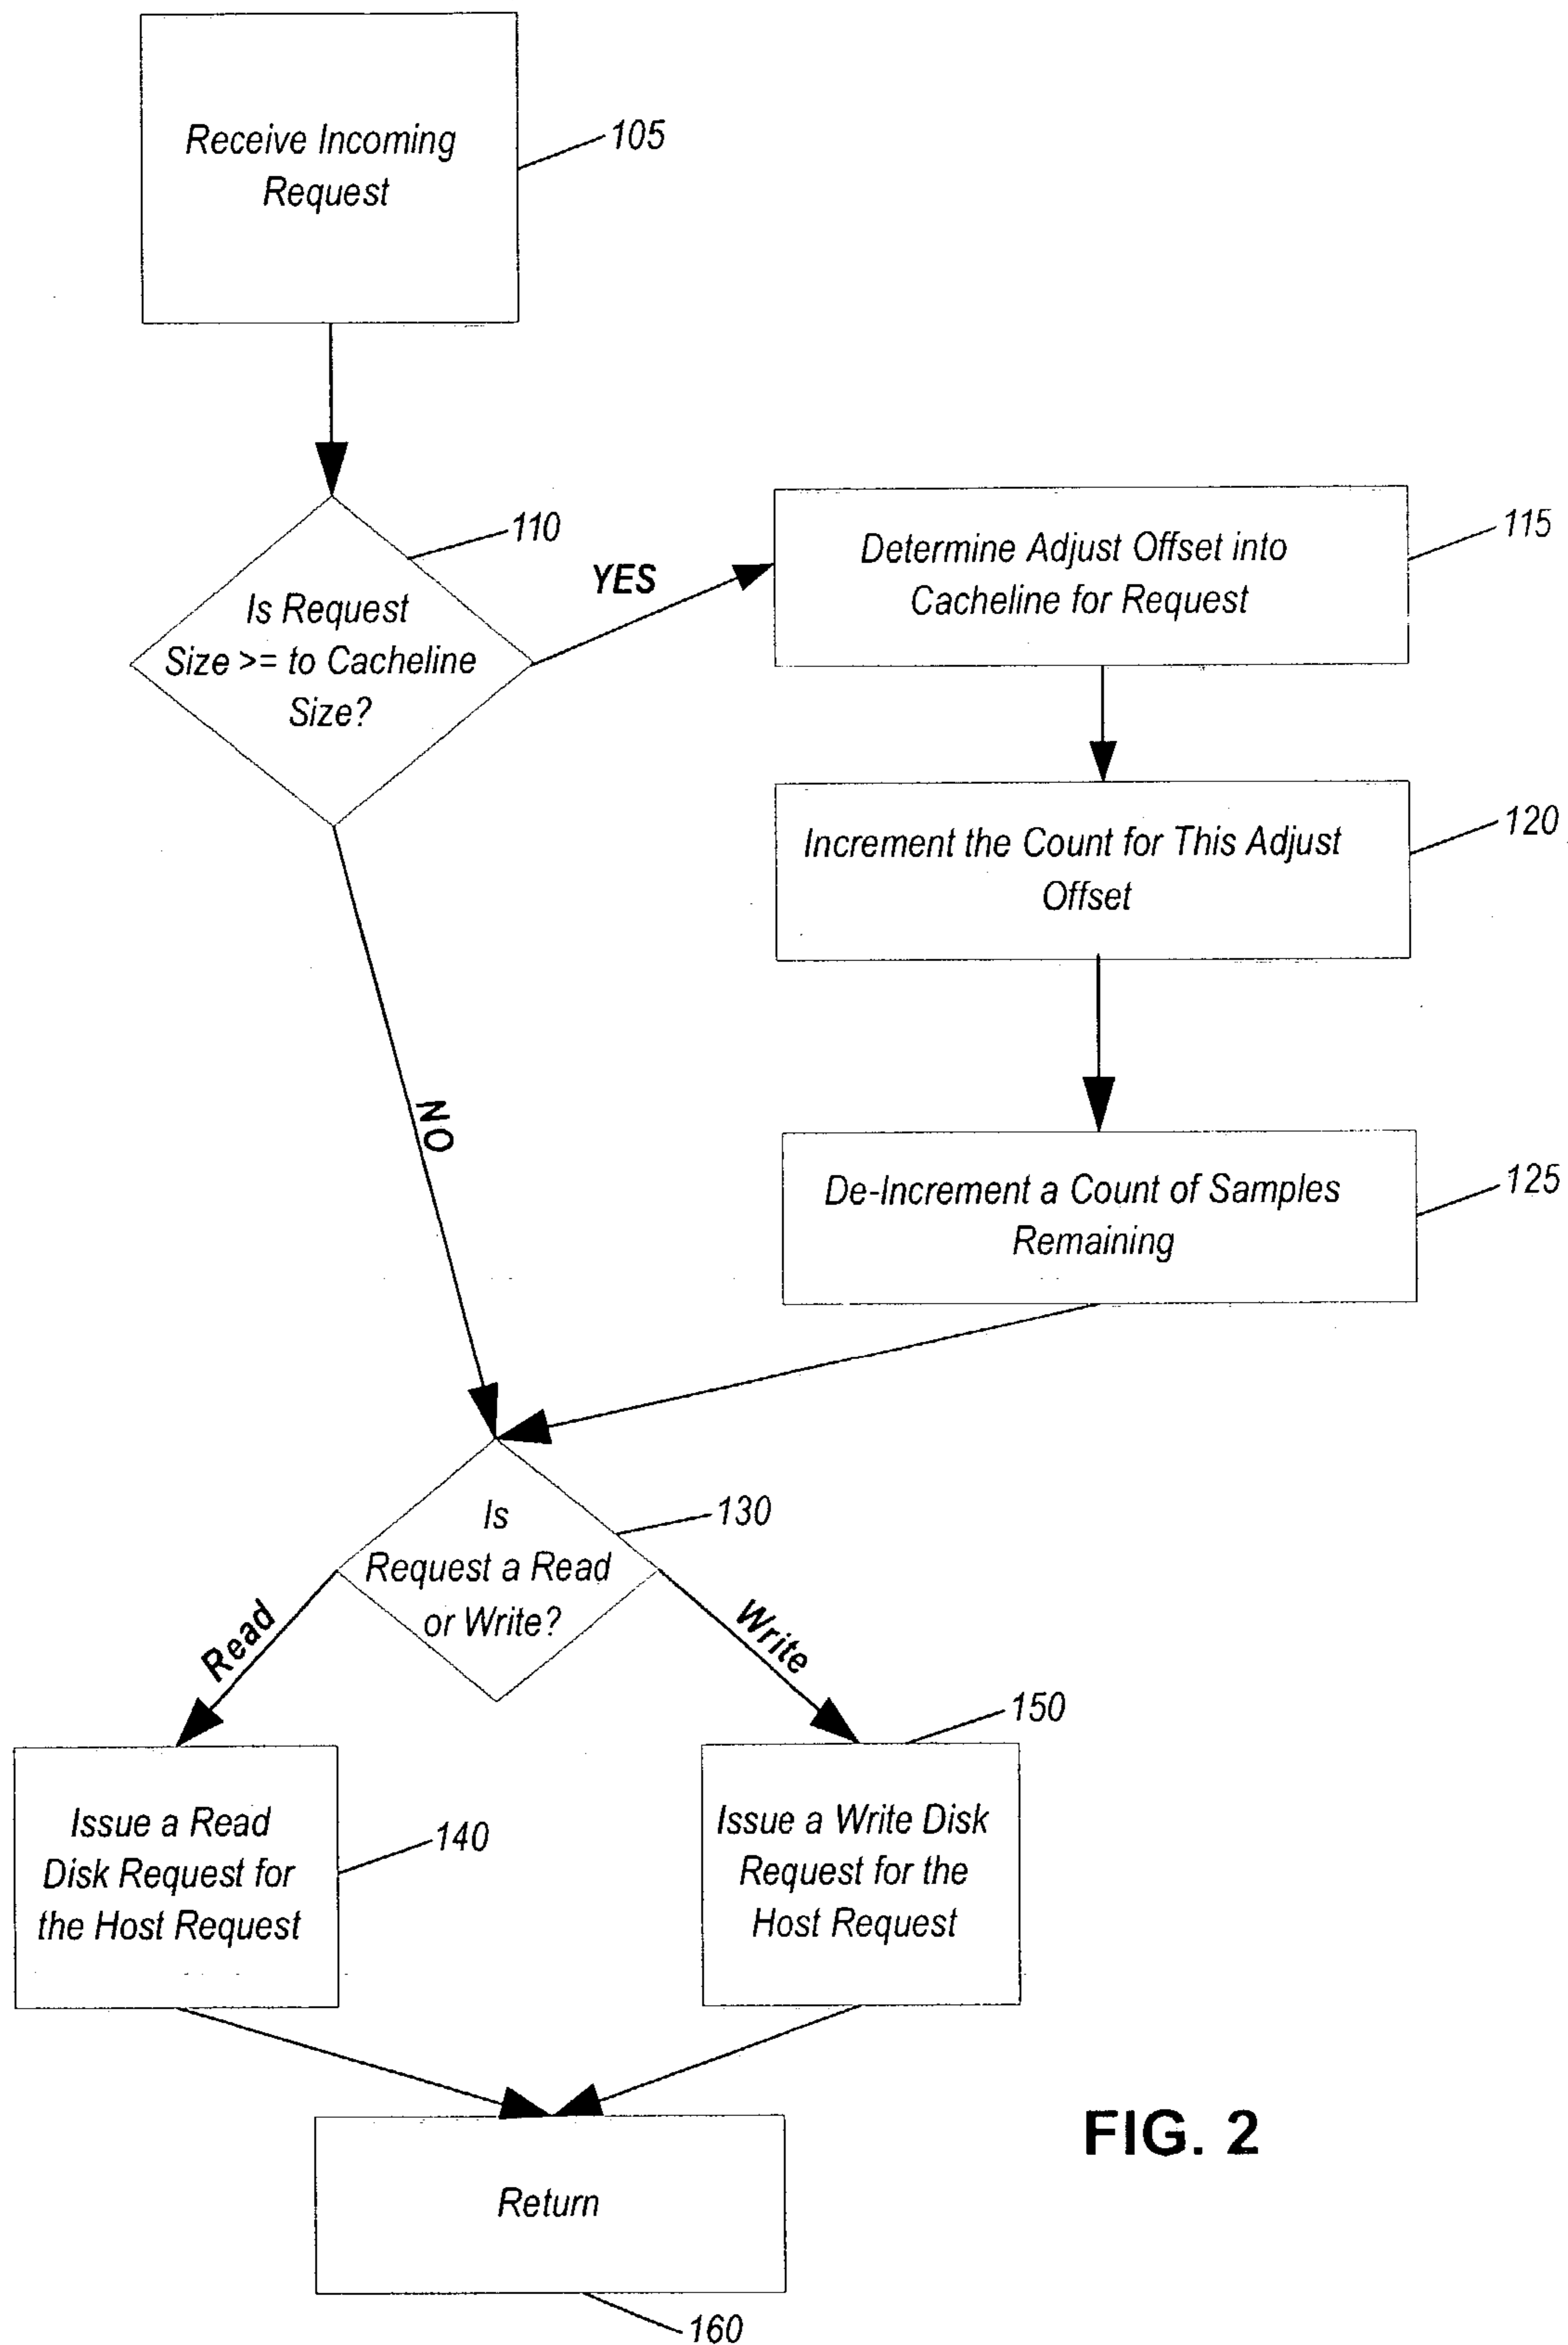 Receive Incoming
Request
105
110
Is Request
Size >= to Cacheline
Size?
YES
Determine Adjust Offset into
Cacheline for Request
115
Increment the Count for This Adjust
Offset
120
NO
De-Increment a Count of Samples
Remaining
125
Is
Request a Read
or Write?
130
Read
Write
Issue a Read
Disk Request for
the Host Request
140
150
Issue a Write Disk
Request for the
Host Request
Return
160
FIG. 2